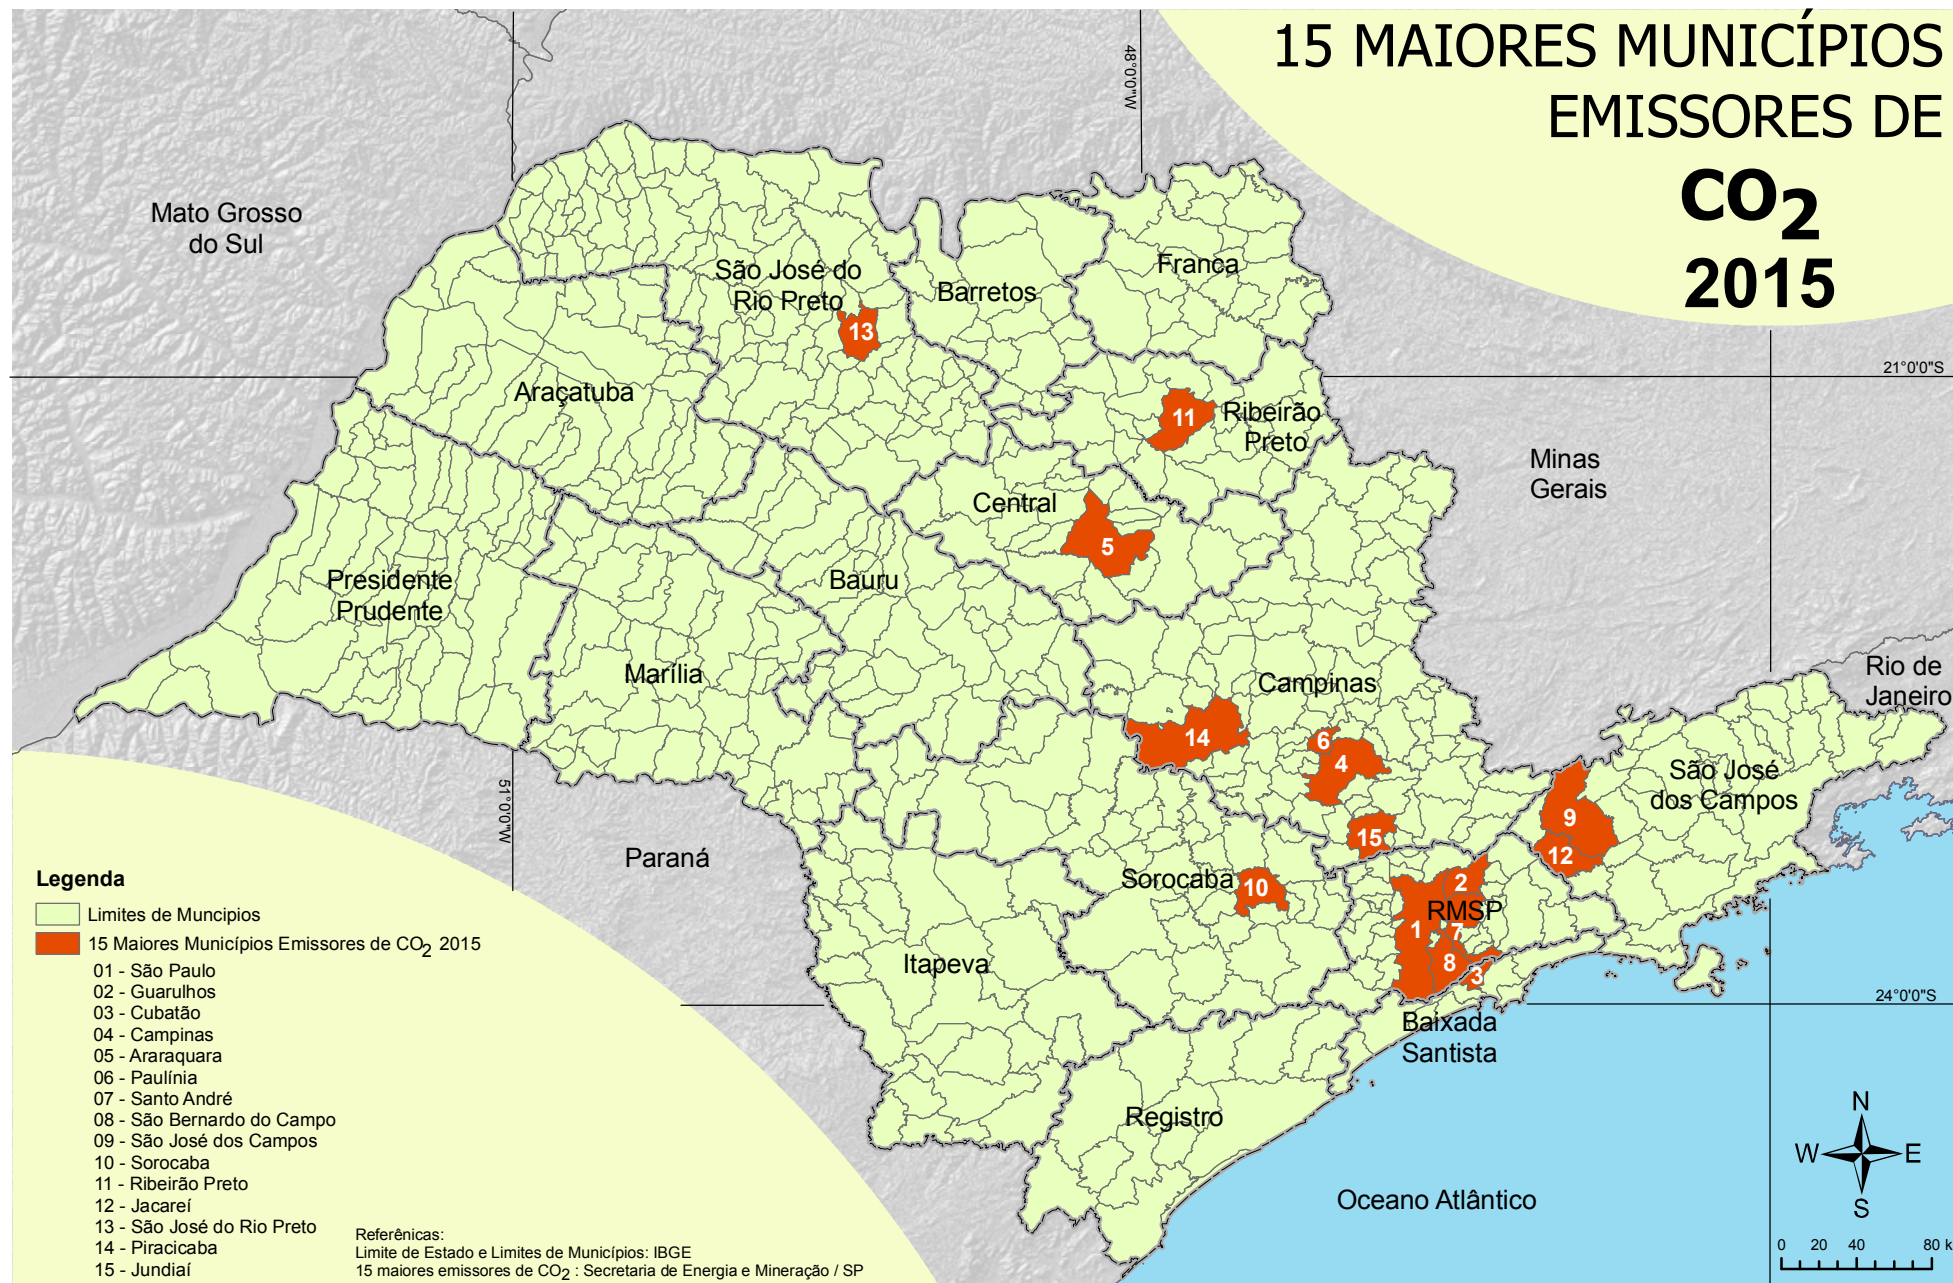 15 MAIORES MUNICÍPIOS
EMISSORES DE
CO2
2015
48°0'0"W
Mato Grosso
do Sul
São José do
Rio Preto
13
Barretos
Franca
21°0'0"S
Araçatuba
11
Ribeirão
Preto
Minas
Gerais
Central
5
Presidente
Prudente
Bauru
Marília
Campinas
Rio de
Janeiro
14
6
4
São José
dos Campos
9
12
51°0'0"W
Paraná
15
Sorocaba
10
2
RMSP
1
7
8
3
Itapeva
24°0'0"S
Baixada
Santista
Registro
Oceano Atlântico
N
W
E
S
0 20 40 80 k
Legenda
Limites de Muncipios
15 Maiores Municípios Emissores de CO2 2015
01 - São Paulo
02 - Guarulhos
03 - Cubatão
04 - Campinas
05 - Araraquara
06 - Paulínia
07 - Santo André
08 - São Bernardo do Campo
09 - São José dos Campos
10 - Sorocaba
11 - Ribeirão Preto
12 - Jacareí
13 - São José do Rio Preto
14 - Piracicaba
15 - Jundiaí
Referênicas:
Limite de Estado e Limites de Municípios: IBGE
15 maiores emissores de CO2 : Secretaria de Energia e Mineração / SP